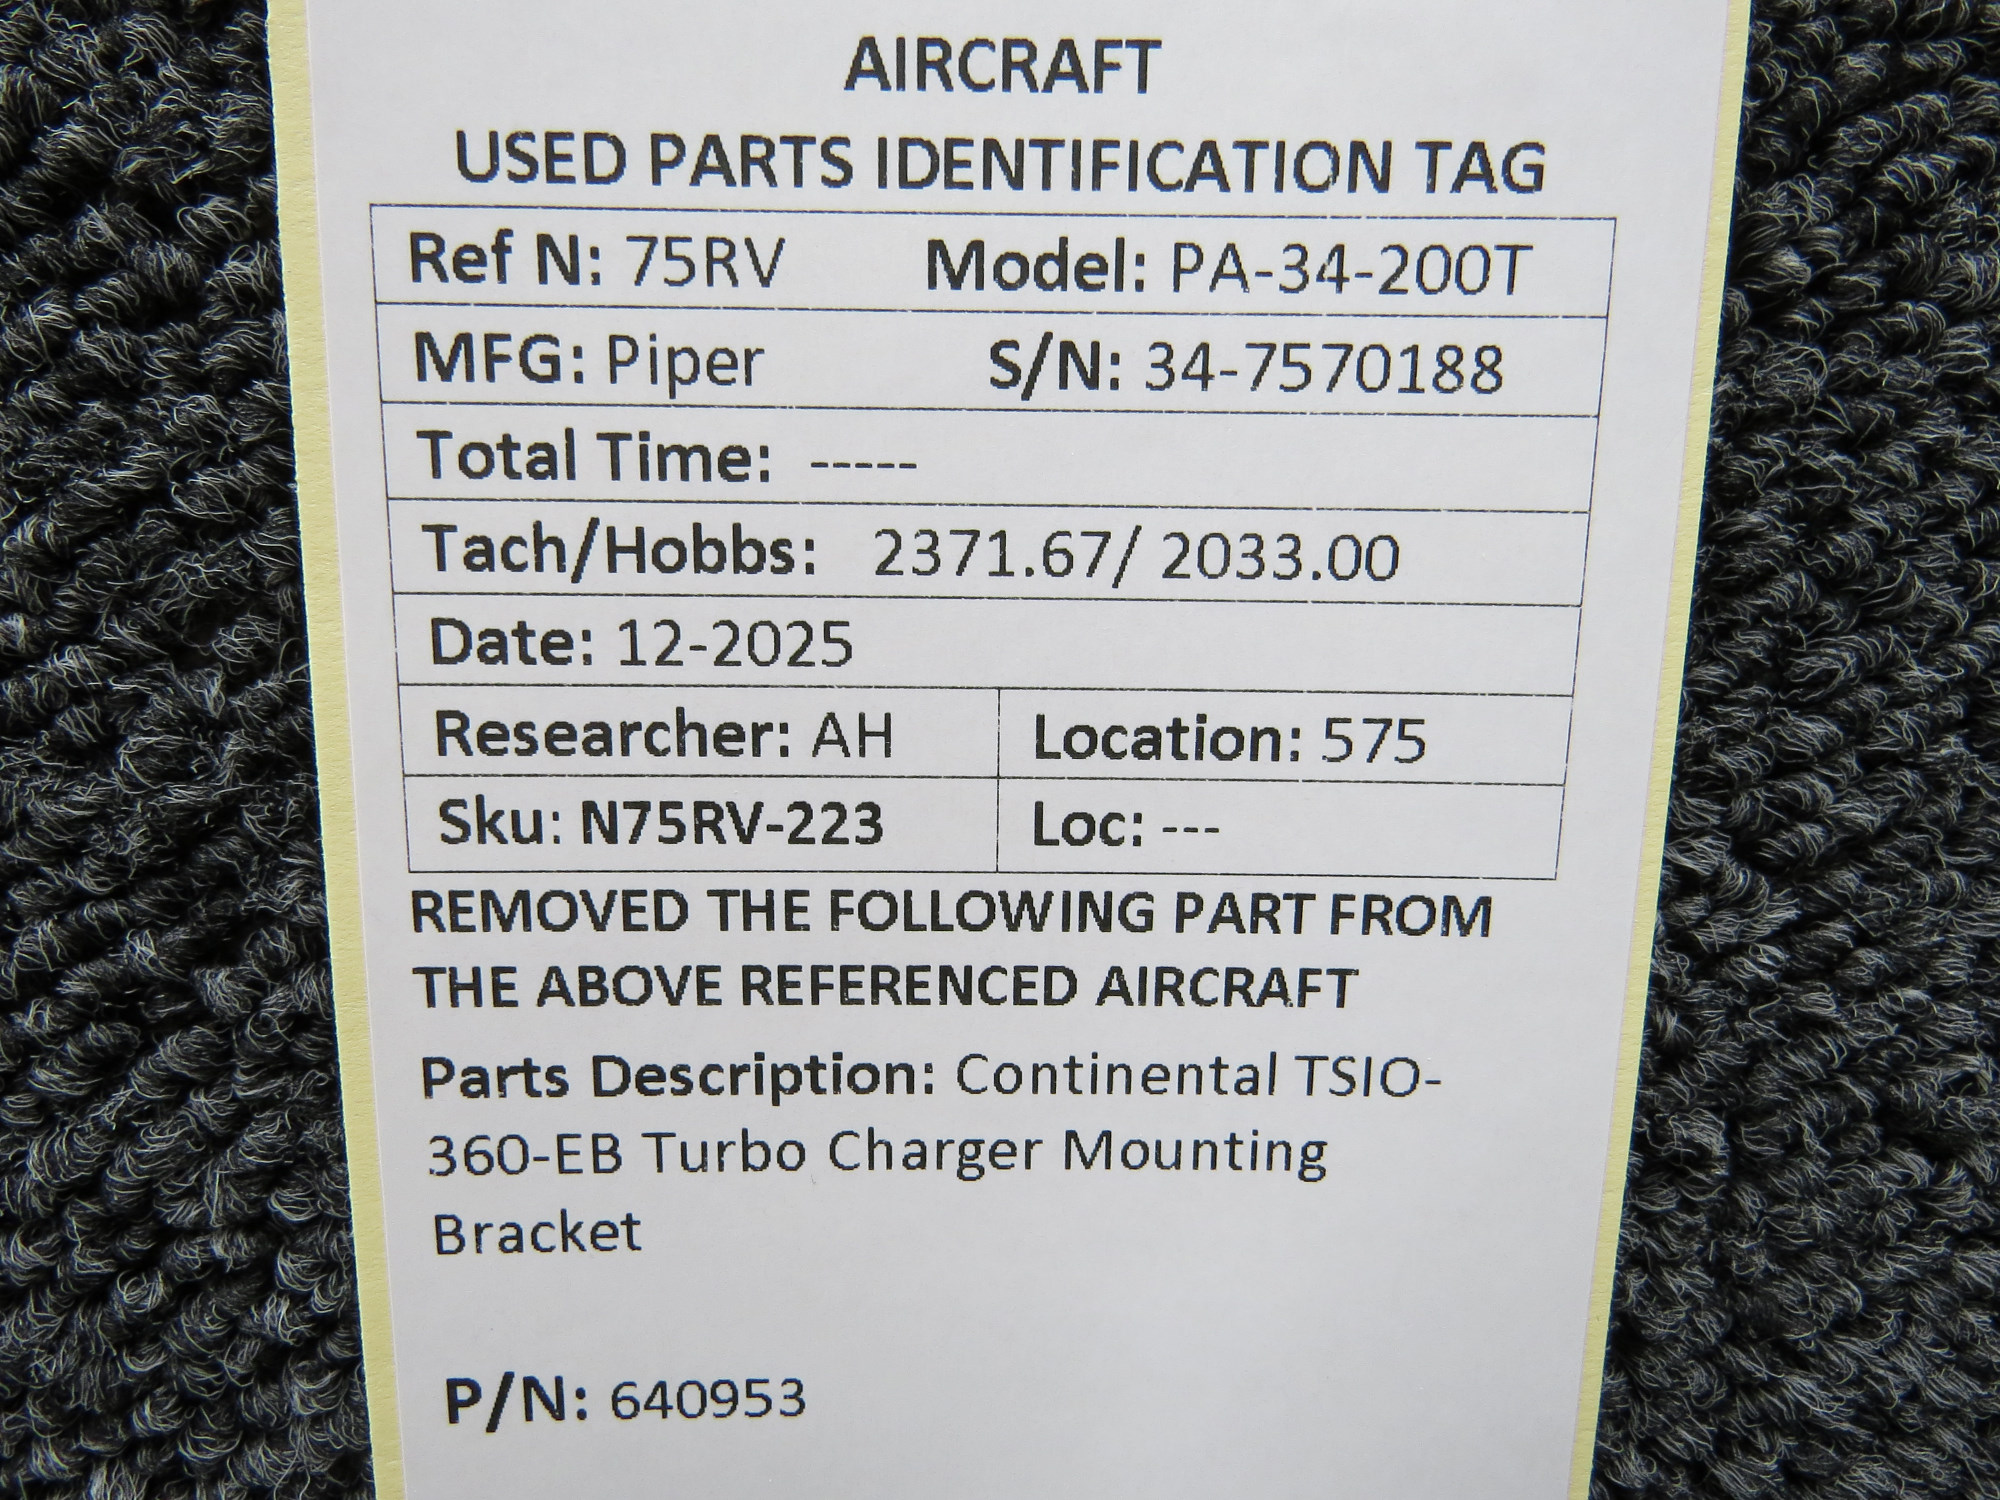 AIRCRAFT
USED PARTS IDENTIFICATION TAG
Ref N: 75RV Model: PA-34-200T
MFG: Piper S/N: 34-7570188
Total Time: -----
Tach/Hobbs: 2371.67/ 2033.00
Date: 12-2025
Researcher: AH Location: 575
Sku: N75RV-223 Loc: ---
REMOVED THE FOLLOWING PART FROM
THE ABOVE REFERENCED AIRCRAFT
Parts Description: Continental TSIO-
360-EB Turbo Charger Mounting
Bracket
P/N: 640953